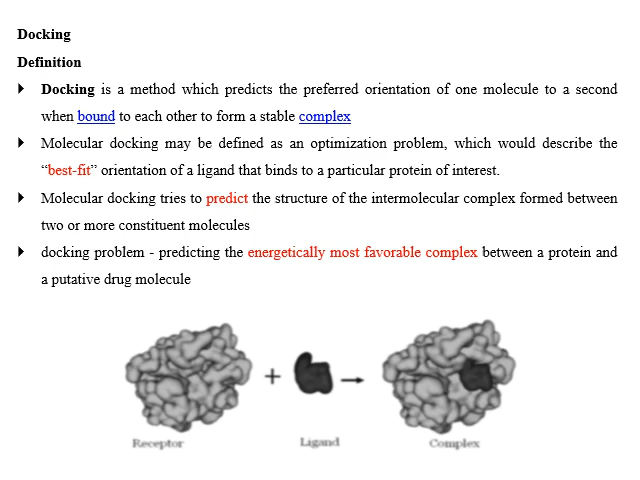 Docking
Definition
Docking is a method which predicts the preferred orientation of one molecule to a second
when bound to each other to form a stable complex
Molecular docking may be defined as an optimization problem, which would describe the
“best-fit” orientation of a ligand that binds to a particular protein of interest.
Molecular docking tries to predict the structure of the intermolecular complex formed between
two or more constituent molecules
docking problem - predicting the energetically most favorable complex between a protein and
a putative drug molecule
+
Receptor Ligand Complex